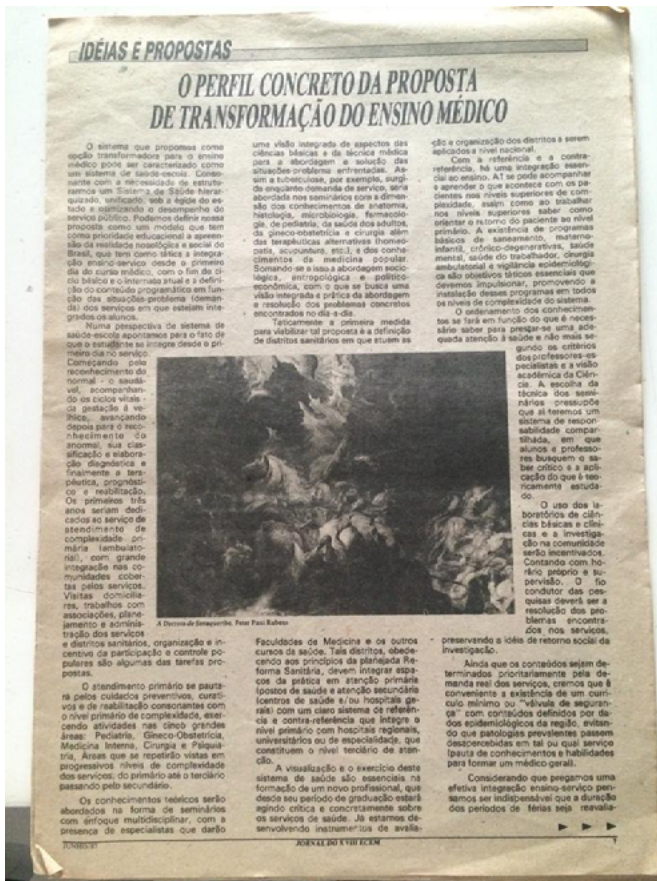 IDÉIAS E PROPOSTAS
O PERFIL CONCRETO DA PROPOSTA
DE TRANSFORMAÇÃO DO ENSINO MÉDICO
O sistema que propomos como
opção transformadora para o ensino
médico pode ser caracterizado como
um sistema de saúde-escola. Conso-
nante com a necessidade de estrutu-
rarmos um Sistema de Saúde hierar-
quizado, unificado, sob a égide do es-
tado e otimizando o desempenho do
serviço público. Podemos definir nossa
proposta como um modelo que tem
como prioridade educacional a apreen-
são da realidade nosológica e social do
Brasil, que tem como tática a integra-
ção ensino-serviço desde o primeiro
dia do curso médico, com o fim do ci-
clo básico e o internato atual e a defini-
ção do conteúdo programático em fun-
ção das situações-problema (deman-
da) dos serviços em que estejam inte-
grados os alunos.
Numa perspectiva de sistema de
saúde-escola apontamos para o fato de
que o estudante se integre desde o pri-
meiro dia no serviço.
Começando pelo
reconhecimento do
normal - o saudá-
vel, acompanhan-
do os ciclos vitais -
da gestação à ve-
lhice, avançando
depois para o reco-
nhecimento do
anormal, sua clas-
sificação e elabora-
ção diagnóstica e
finalmente a tera-
pêutica, prognósti-
co e reabilitação.
Os primeiros três
anos seriam dedi-
cados ao serviço de
atendimento de
complexidade pri-
mária (ambulato-
rial), com grande
integração nas co-
munidades cober-
tas pelos serviços.
Visitas domicilia-
res, trabalhos com
associações, plane-
jamento e adminis-
tração dos serviços
e distritos sanitários, organização e in-
centivo da participação e controle po-
pulares são algumas das tarefas pro-
postas.
O atendimento primário se pauta-
rá pelos cuidados preventivos, curati-
vos e de reabilitação consonantes com
o nível primário de complexidade, exer-
cendo atividades nas cinco grandes
áreas: Pediatria, Gineco-Obstetrícia,
Medicina Interna, Cirurgia e Psiquia-
tria, Áreas que se repetirão vistas em
progressivos níveis de complexidade
dos serviços, do primário até o terciário
passando pelo secundário.
Os conhecimentos teóricos serão
abordados na forma de seminários
com enfoque multidisciplinar, com a
presença de especialistas que darão
uma visão integrada de aspectos das
ciências básicas e da técnica médica
para a abordagem e solução das
situações-problema enfrentadas. As-
sim a tuberculose, por exemplo, surgi-
da enquanto demanda de serviço, seria
abordada nos seminários com a dimen-
são dos conhecimentos de anatomia,
histologia, microbiologia, farmacolo-
gia, de pediatria, da saúde dos adultos,
da gineco-obstetrícia e cirurgia além
das terapêuticas alternativas (homeo-
patia, acupuntura, etc.), e dos conhe-
cimentos da medicina popular.
Somando-se a isso a abordagem socio-
lógica, antropológica e político-
econômica, com o que se busca uma
visão integrada e prática da abordagem
e resolução dos problemas concretos
encontrados no dia-a-dia.
Taticamente a primeira medida
para viabilizar tal proposta é a definição
de distritos sanitários em que atuem as
A Derrota de Senaqueribe, Peter Paul Rubens
Faculdades de Medicina e os outros
cursos da saúde. Tais distritos, obede-
cendo aos princípios da planejada Re-
forma Sanitária, devem integrar espa-
ços da prática em atenção primária
(postos de saúde e atenção secundária
(centros de saúde e/ou hospitais ge-
rais) com um claro sistema de referên-
cia e contra-referência que integre o
nível primário com hospitais regionais,
universitários ou de especialidade, que
constituem o nível terciário de aten-
ção.
A visualização e o exercício deste
sistema de saúde são essenciais na
formação de um novo profissional, que
desde seu período de graduação estará
agindo crítica e concretamente sobre
os serviços de saúde. Já estamos de-
senvolvendo instrumentos de avalia-
ção e organização dos distritos a serem
aplicados a nível nacional.
Com a referência e a contra-
referência, há uma integração essen-
cial ao ensino. Aí se pode acompanhar
e aprender o que acontece com os pa-
cientes nos níveis superiores de com-
plexidade, assim como ao trabalhar
nos níveis superiores saber como
orientar o retorno do paciente ao nível
primário. A existência de programas
básicos de saneamento, materno-
infantil, crônico-degenerativas, saúde
mental, saúde do trabalhador, cirurgia
ambulatorial e vigilância epidemiológi-
ca são objetivos táticos essenciais que
devemos impulsionar, promovendo a
instalação desses programas em todos
os níveis de complexidade do sistema.
O ordenamento dos conhecimen-
tos se fará em função do que é neces-
sário saber para prestar-se uma ade-
quada atenção à saúde e não mais se-
gundo os critérios
dos professores-es-
pecialistas e a visão
acadêmica da Ciên-
cia. A escolha da
técnica dos semi-
nários pressupõe
que aí teremos um
sistema de respon-
sabilidade compar-
tilhada, em que
alunos e professo-
res busquem o sa-
ber crítico e a apli-
cação do que é teo-
ricamente estuda-
do.
O uso dos la-
boratórios de ciên-
cias básicas e clíni-
cas e a investiga-
ção na comunidade
serão incentivados.
Contando com ho-
rário próprio e su-
pervisão. O fio
condutor das pes-
quisas deverá ser a
resolução dos pro-
blemas encontra-
dos nos serviços,
preservando a idéia de retorno social da
investigação.
Ainda que os conteúdos sejam de-
terminados prioritariamente pela de-
manda real dos serviços, cremos que é
conveniente a existência de um currí-
culo mínimo ou "válvula de seguran-
ça" com conteúdos definidos por da-
dos epidemiológicos da região, evitan-
do que patologias prevalentes passem
desapercebidas em tal ou qual serviço
(pauta de conhecimentos e habilidades
para formar um médico geral).
Considerando que pregamos uma
efetiva integração ensino-serviço pen-
samos ser indispensável que a duração
dos períodos de férias seja reavalia-
JUNHO/87
JORNAL DO XVIII ECEM